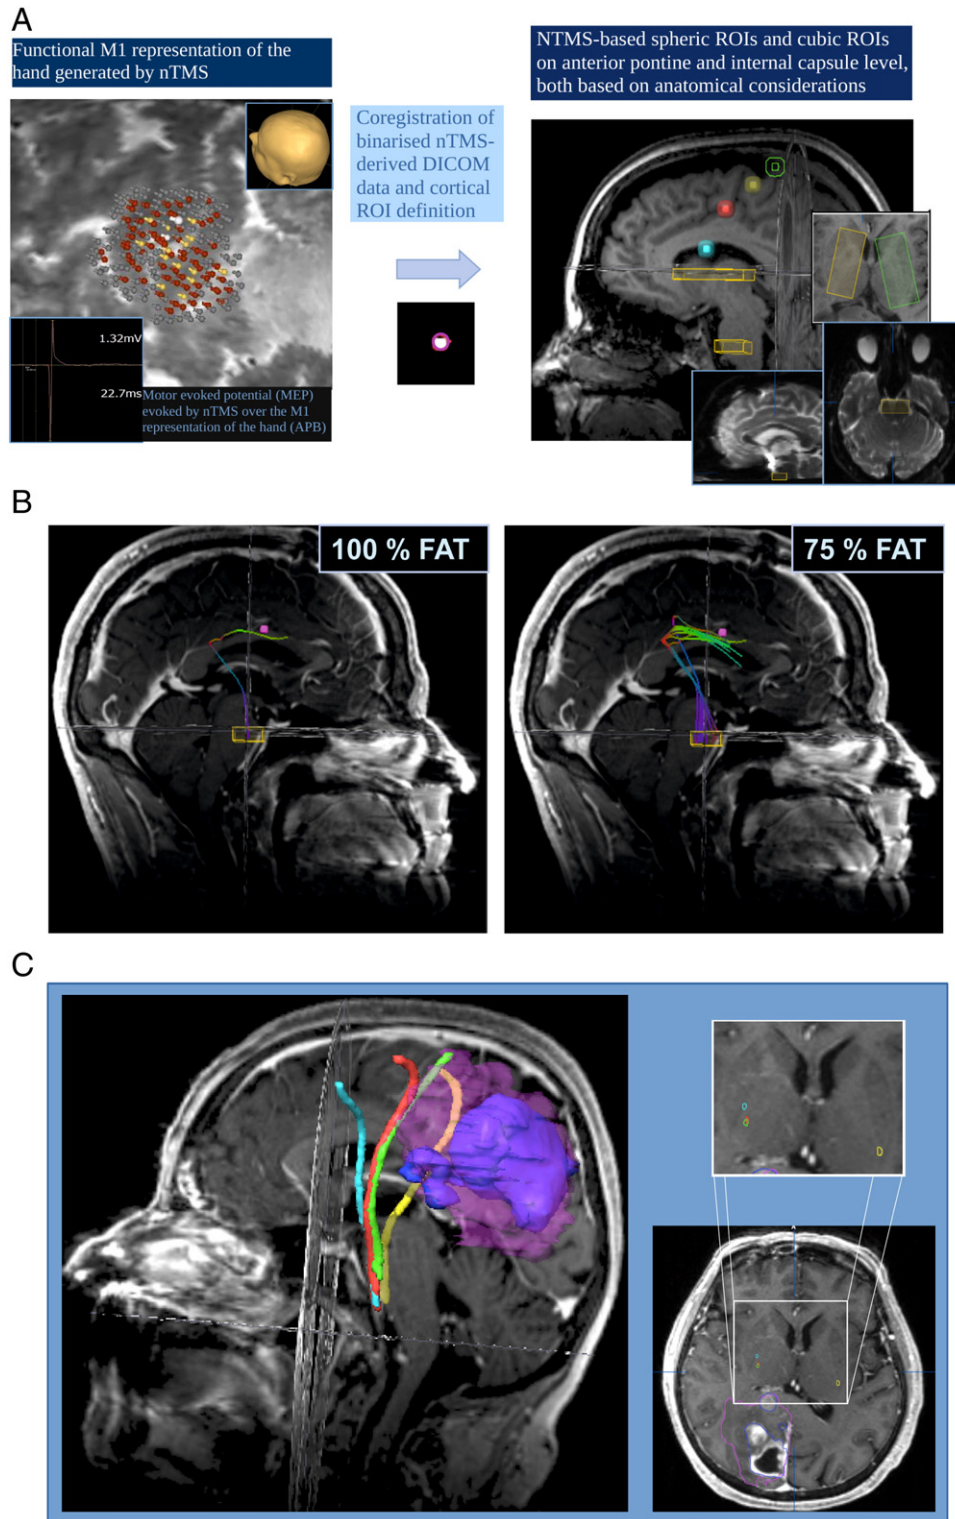 A
Functional M1 representation of the
hand generated by nTMS
NTMS-based spheric ROIs and cubic ROIs
on anterior pontine and internal capsule level,
both based on anatomical considerations
Coregistration of
binarised nTMS-
derived DICOM
data and cortical
ROI definition
1.32mV
22.7ms
Motor evoked potential (MEP)
evoked by nTMS over the M1
representation of the hand (APB)
B
100 % FAT
75 % FAT
C
A